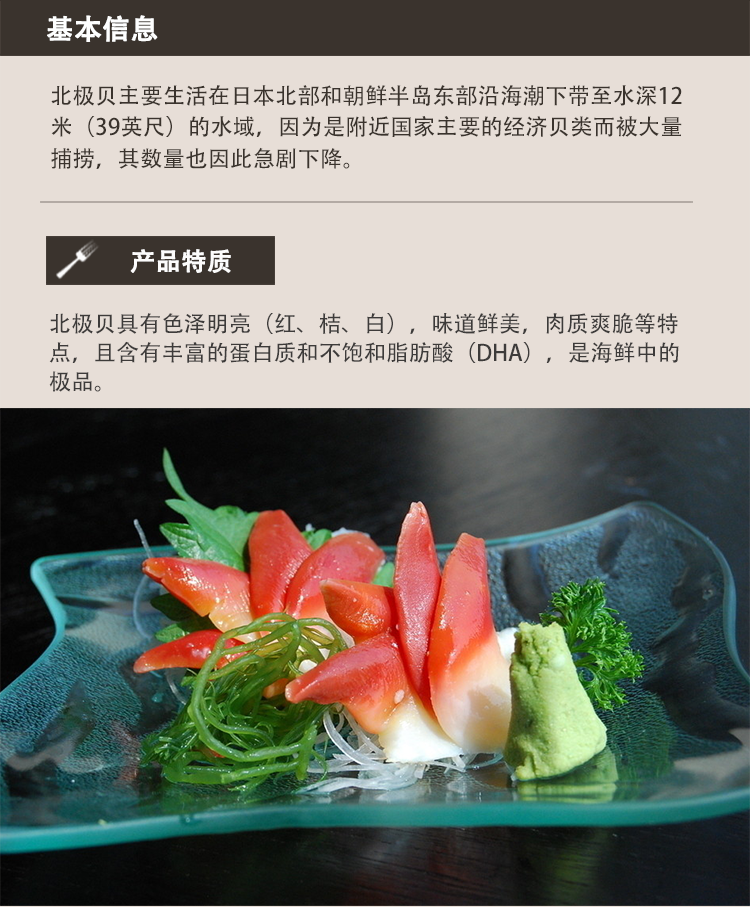 基本信息
北极贝主要生活在日本北部和朝鲜半岛东部沿海潮下带至水深12
米（39英尺）的水域，因为是附近国家主要的经济贝类而被大量
捕捞，其数量也因此急剧下降。
产品特质
北极贝具有色泽明亮（红、桔、白），味道鲜美，肉质爽脆等特
点，且含有丰富的蛋白质和不饱和脂肪酸（DHA），是海鲜中的
极品。